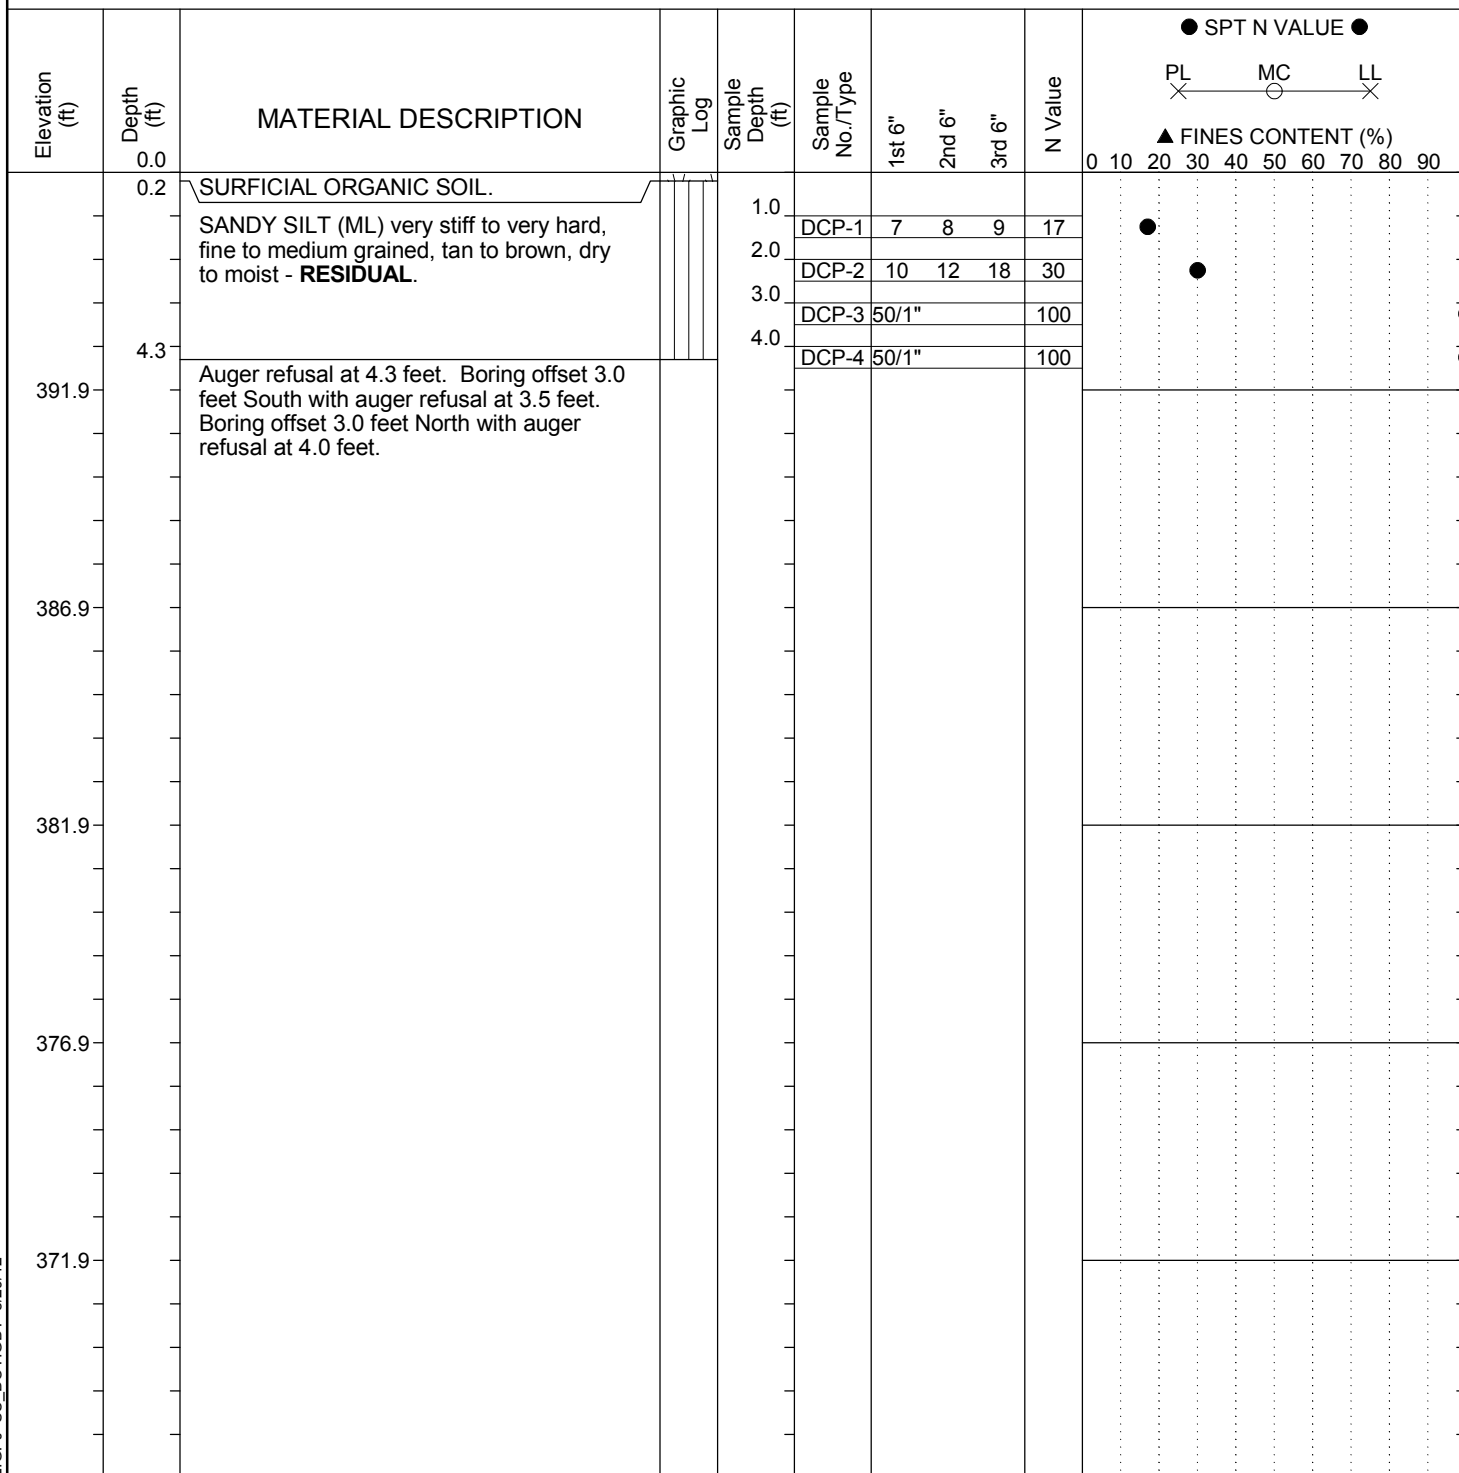 ● SPT N VALUE ●
PL MC LL
▲ FINES CONTENT (%)
0 10 20 30 40 50 60 70 80 90
Elevation (ft)
Depth (ft)
0.0
MATERIAL DESCRIPTION
Graphic Log
Sample Depth (ft)
Sample No./Type
1st 6"
2nd 6"
3rd 6"
N Value
0.2 SURFICIAL ORGANIC SOIL.
SANDY SILT (ML) very stiff to very hard,
fine to medium grained, tan to brown, dry
to moist - RESIDUAL.
1.0
DCP-1 7 8 9 17
2.0
DCP-2 10 12 18 30
3.0
DCP-3 50/1" 100
4.0
DCP-4 50/1" 100
4.3
Auger refusal at 4.3 feet. Boring offset 3.0
feet South with auger refusal at 3.5 feet.
Boring offset 3.0 feet North with auger
refusal at 4.0 feet.
391.9
386.9
381.9
376.9
371.9